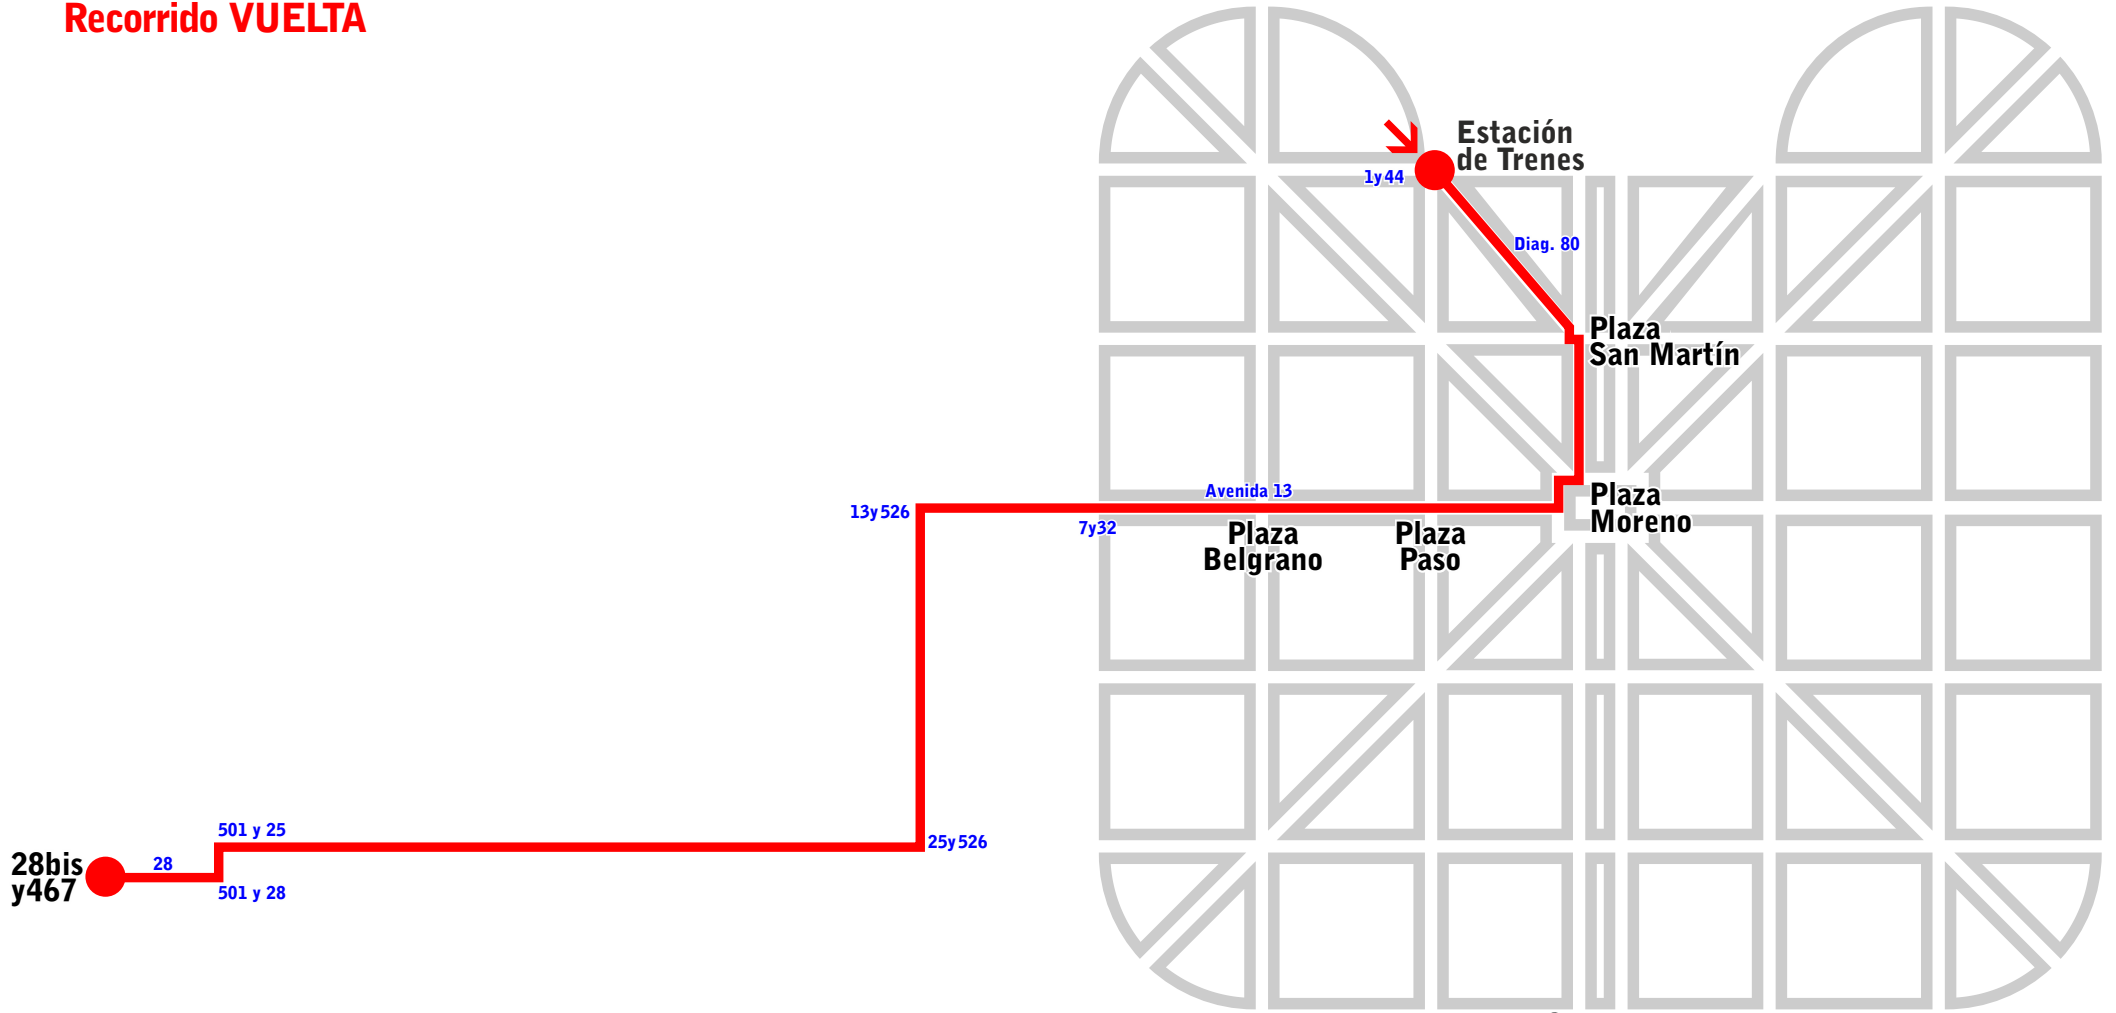 Recorrido VUELTA
Estación
de Trenes
1y44
Diag. 80
Plaza
San Martín
Avenida 13
13y526
7y32
Plaza
Moreno
Plaza
Belgrano
Plaza
Paso
501 y 25
25y526
28bis
y467
28
501 y 28